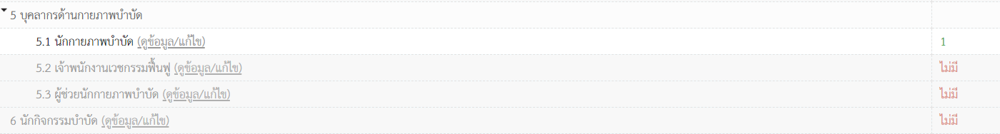 5 บุคลากรด้านกายภาพบำบัด
5.1 นักกายภาพบำบัด (ดูข้อมูล/แก้ไข) 1
5.2 เจ้าพนักงานเวชกรรมฟื้นฟู (ดูข้อมูล/แก้ไข) ไม่มี
5.3 ผู้ช่วยนักกายภาพบำบัด (ดูข้อมูล/แก้ไข) ไม่มี
6 นักกิจกรรมบำบัด (ดูข้อมูล/แก้ไข) ไม่มี